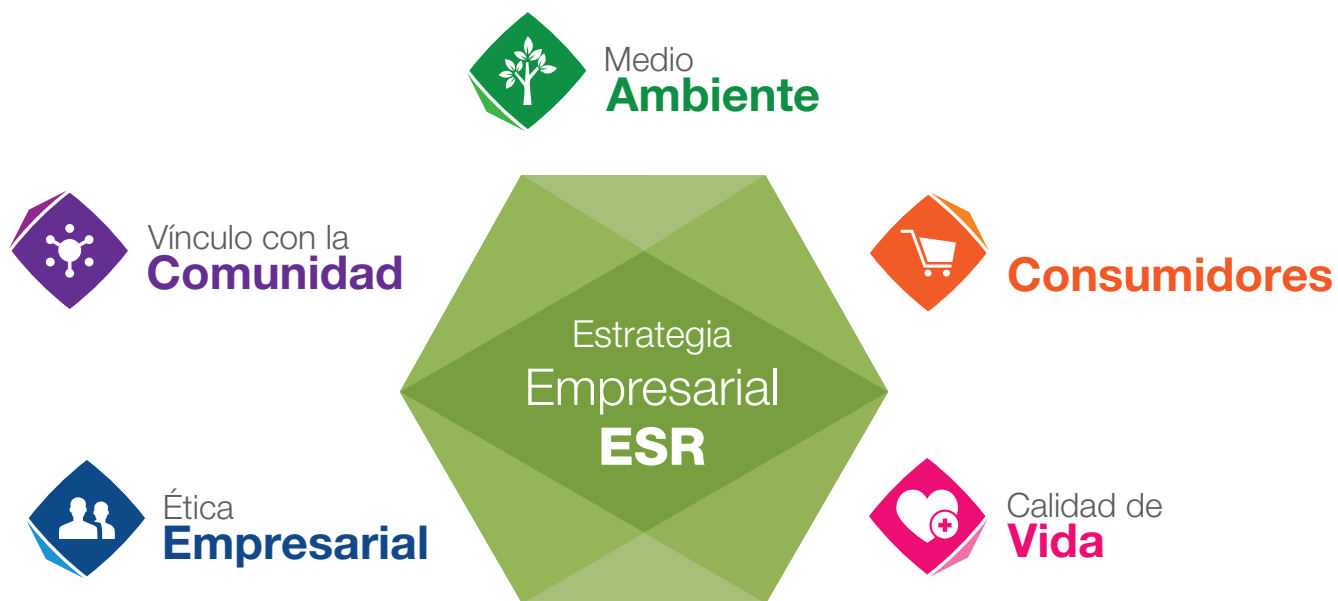 Medio
Ambiente
Vínculo con la
Comunidad
Consumidores
Estrategia
Empresarial
ESR
Ética
Empresarial
Calidad de
Vida